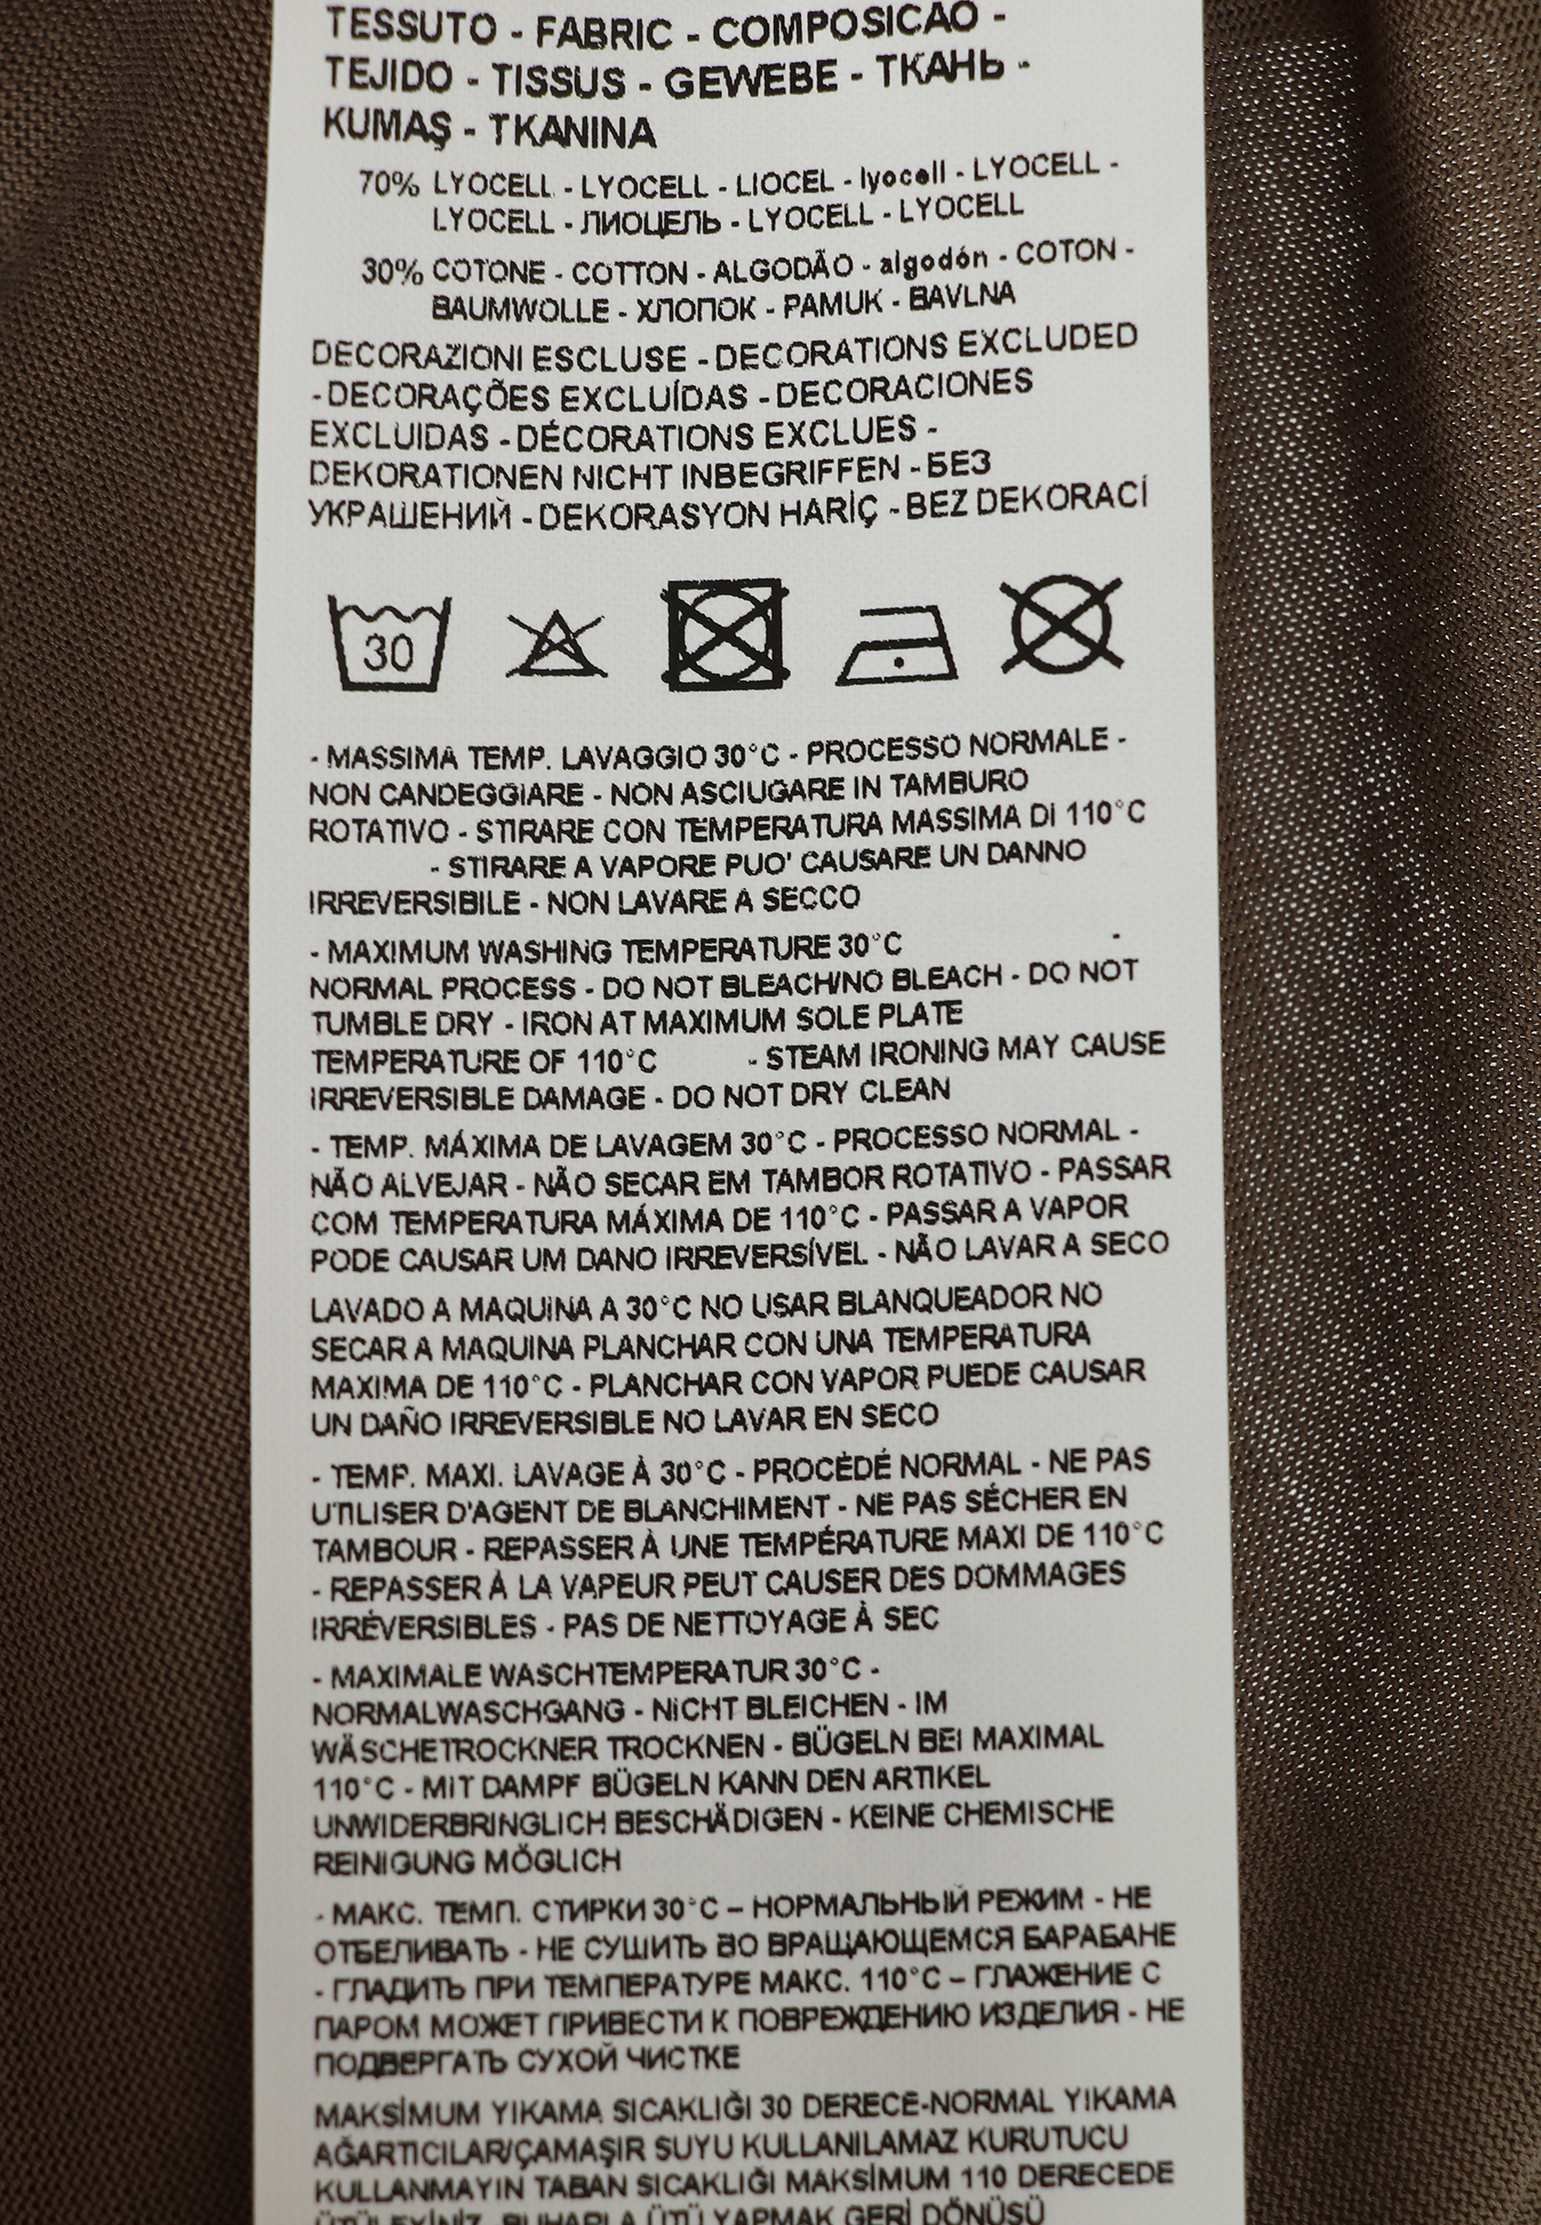 TESSUTO - FABRIC - COMPOSICAO -
TEJIDO - TISSUS - GEWEBE - ТКАНЬ -
KUMAŞ - TKANINA
70% LYOCELL - LYOCELL - LIOCEL - lyocell - LYOCELL -
LYOCELL - ЛИОЦЕЛЬ - LYOCELL - LYOCELL
30% COTONE - COTTON - ALGODÃO - algodón - COTON -
BAUMWOLLE - ХЛОПОК - PAMUK - BAVLNA
DECORAZIONI ESCLUSE - DECORATIONS EXCLUDED
- DECORAÇÕES EXCLUÍDAS - DECORACIONES
EXCLUIDAS - DÉCORATIONS EXCLUES -
DEKORATIONEN NICHT INBEGRIFFEN - БЕЗ
УКРАШЕНИЙ - DEKORASYON HARİÇ - BEZ DEKORACÍ
30
- MASSIMA TEMP. LAVAGGIO 30°C - PROCESSO NORMALE -
NON CANDEGGIARE - NON ASCIUGARE IN TAMBURO
ROTATIVO - STIRARE CON TEMPERATURA MASSIMA DI 110°C
- STIRARE A VAPORE PUO' CAUSARE UN DANNO
IRREVERSIBILE - NON LAVARE A SECCO
- MAXIMUM WASHING TEMPERATURE 30°C -
NORMAL PROCESS - DO NOT BLEACH/NO BLEACH - DO NOT
TUMBLE DRY - IRON AT MAXIMUM SOLE PLATE
TEMPERATURE OF 110°C - STEAM IRONING MAY CAUSE
IRREVERSIBLE DAMAGE - DO NOT DRY CLEAN
- TEMP. MÁXIMA DE LAVAGEM 30°C - PROCESSO NORMAL -
NÃO ALVEJAR - NÃO SECAR EM TAMBOR ROTATIVO - PASSAR
COM TEMPERATURA MÁXIMA DE 110°C - PASSAR A VAPOR
PODE CAUSAR UM DANO IRREVERSÍVEL - NÃO LAVAR A SECO
LAVADO A MAQUINA A 30°C NO USAR BLANQUEADOR NO
SECAR A MAQUINA PLANCHAR CON UNA TEMPERATURA
MAXIMA DE 110°C - PLANCHAR CON VAPOR PUEDE CAUSAR
UN DAÑO IRREVERSIBLE NO LAVAR EN SECO
- TEMP. MAXI. LAVAGE À 30°C - PROCÉDÉ NORMAL - NE PAS
UTILISER D'AGENT DE BLANCHIMENT - NE PAS SÉCHER EN
TAMBOUR - REPASSER À UNE TEMPÉRATURE MAXI DE 110°C
- REPASSER À LA VAPEUR PEUT CAUSER DES DOMMAGES
IRRÉVERSIBLES - PAS DE NETTOYAGE À SEC
- MAXIMALE WASCHTEMPERATUR 30°C -
NORMALWASCHGANG - NICHT BLEICHEN - IM
WÄSCHETROCKNER TROCKNEN - BÜGELN BEI MAXIMAL
110°C - MIT DAMPF BÜGELN KANN DEN ARTIKEL
UNWIDERBRINGLICH BESCHÄDIGEN - KEINE CHEMISCHE
REINIGUNG MÖGLICH
- МАКС. ТЕМП. СТИРКИ 30°C – НОРМАЛЬНЫЙ РЕЖИМ - НЕ
ОТБЕЛИВАТЬ - НЕ СУШИТЬ ВО ВРАЩАЮЩЕМСЯ БАРАБАНЕ
- ГЛАДИТЬ ПРИ ТЕМПЕРАТУРЕ МАКС. 110°C – ГЛАЖЕНИЕ С
ПАРОМ МОЖЕТ ПРИВЕСТИ К ПОВРЕЖДЕНИЮ ИЗДЕЛИЯ - НЕ
ПОДВЕРГАТЬ СУХОЙ ЧИСТКЕ
MAKSİMUM YIKAMA SICAKLIĞI 30 DERECE-NORMAL YIKAMA
AĞARTICILAR/ÇAMAŞIR SUYU KULLANILAMAZ KURUTUCU
KULLANMAYIN TABAN SICAKLIĞI MAKSİMUM 110 DERECEDE
ÜTÜLEYİNİZ. BUHARLA ÜTÜ YAPMAK GERİ DÖNÜSÜ